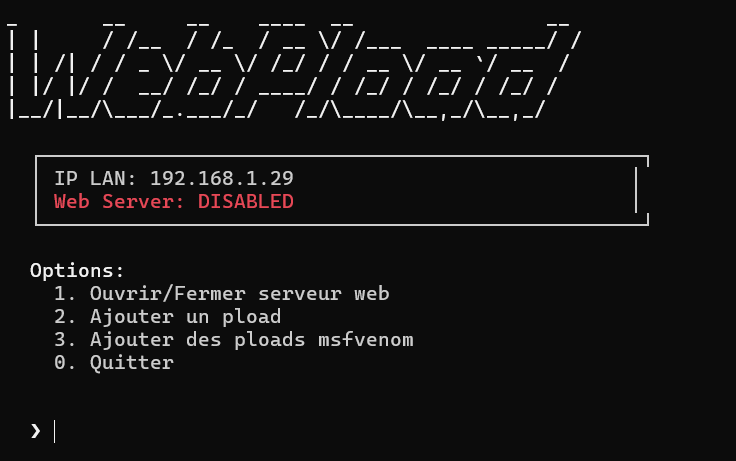 WebPload
IP LAN: 192.168.1.29
Web Server: DISABLED
Options:
1. Ouvrir/Fermer serveur web
2. Ajouter un pload
3. Ajouter des ploads msfvenom
0. Quitter
❯